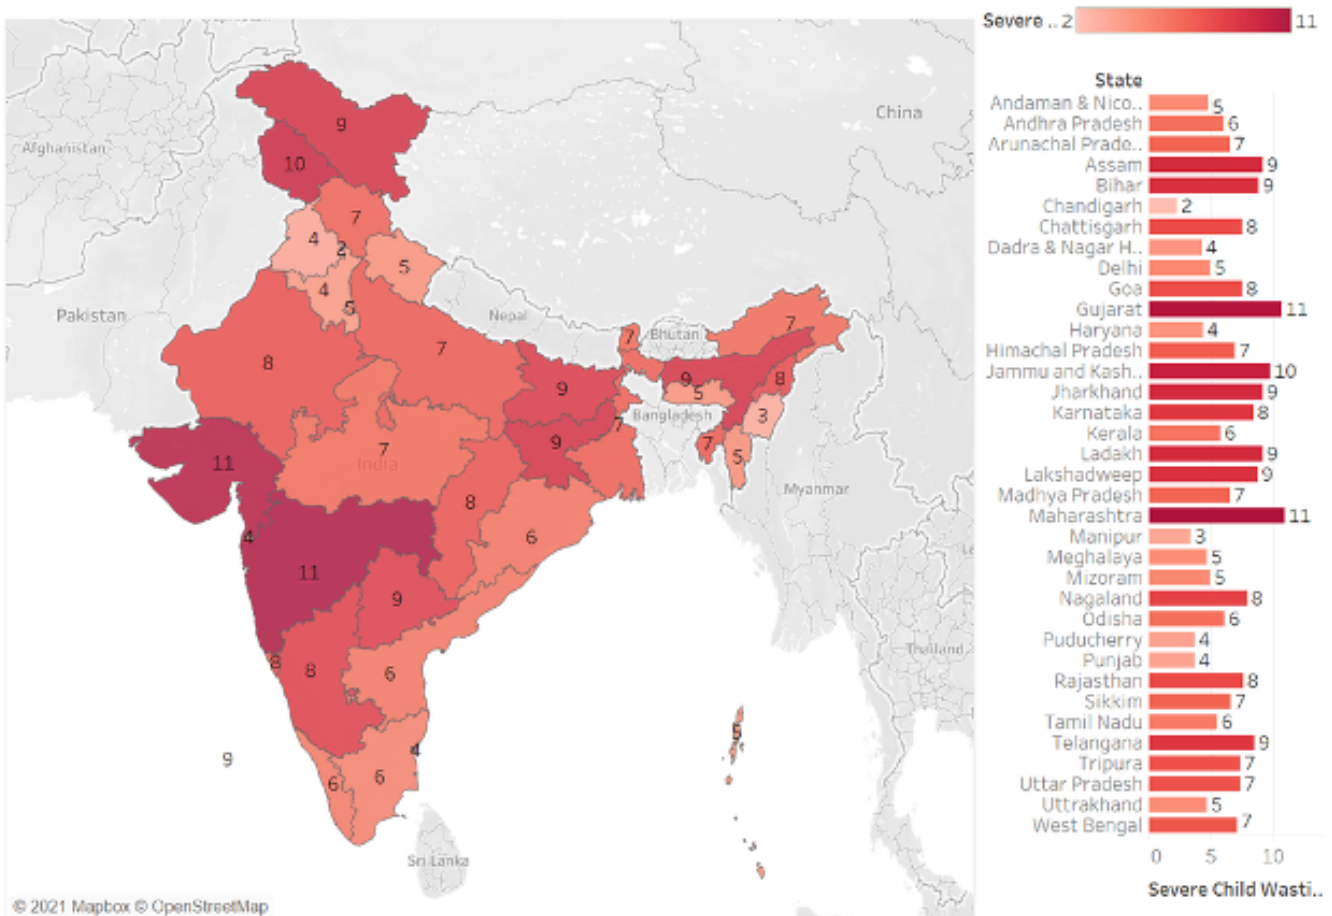 Severe .. 2 11
China
Afghanistan
9
10
7
4
2
5
4
5
Pakistan
Nepal
7
Bhutan
7
8
7
9
9
8
5
Bangladesh
3
7
9
7
5
11
7
India
Myanmar
8
4
6
11
9
8
8
6
Thailand
5
9
4
6
6
Sri Lanka
© 2021 Mapbox © OpenStreetMap
State
Andaman & Nico.. 5
Andhra Pradesh 6
Arunachal Prade.. 7
Assam 9
Bihar 9
Chandigarh 2
Chattisgarh 8
Dadra & Nagar H.. 4
Delhi 5
Goa 8
Gujarat 11
Haryana 4
Himachal Pradesh 7
Jammu and Kash.. 10
Jharkhand 9
Karnataka 8
Kerala 6
Ladakh 9
Lakshadweep 9
Madhya Pradesh 7
Maharashtra 11
Manipur 3
Meghalaya 5
Mizoram 5
Nagaland 8
Odisha 6
Puducherry 4
Punjab 4
Rajasthan 8
Sikkim 7
Tamil Nadu 6
Telangana 9
Tripura 7
Uttar Pradesh 7
Uttrakhand 5
West Bengal 7
0 5 10
Severe Child Wasti..